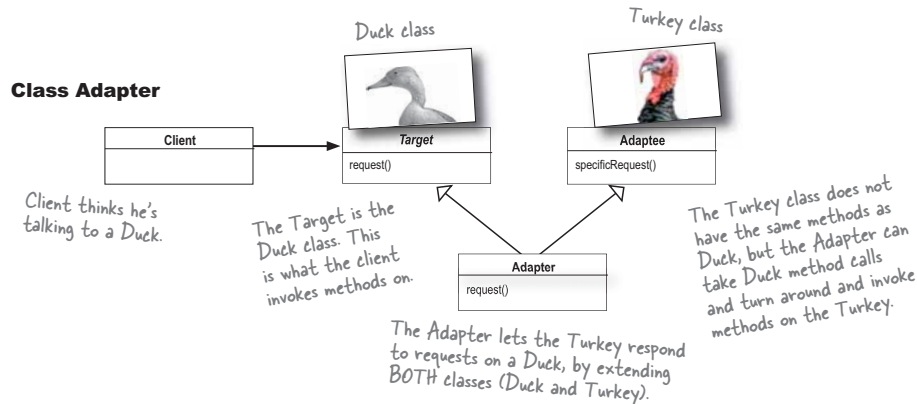 Duck class
Turkey class
Class Adapter
Client
Target
request()
Adaptee
specificRequest()
Client thinks he's
talking to a Duck.
The Target is the
Duck class. This
is what the client
invokes methods on.
Adapter
request()
The Turkey class does not
have the same methods as
Duck, but the Adapter can
take Duck method calls
and turn around and invoke
methods on the Turkey.
The Adapter lets the Turkey respond
to requests on a Duck, by extending
BOTH classes (Duck and Turkey).